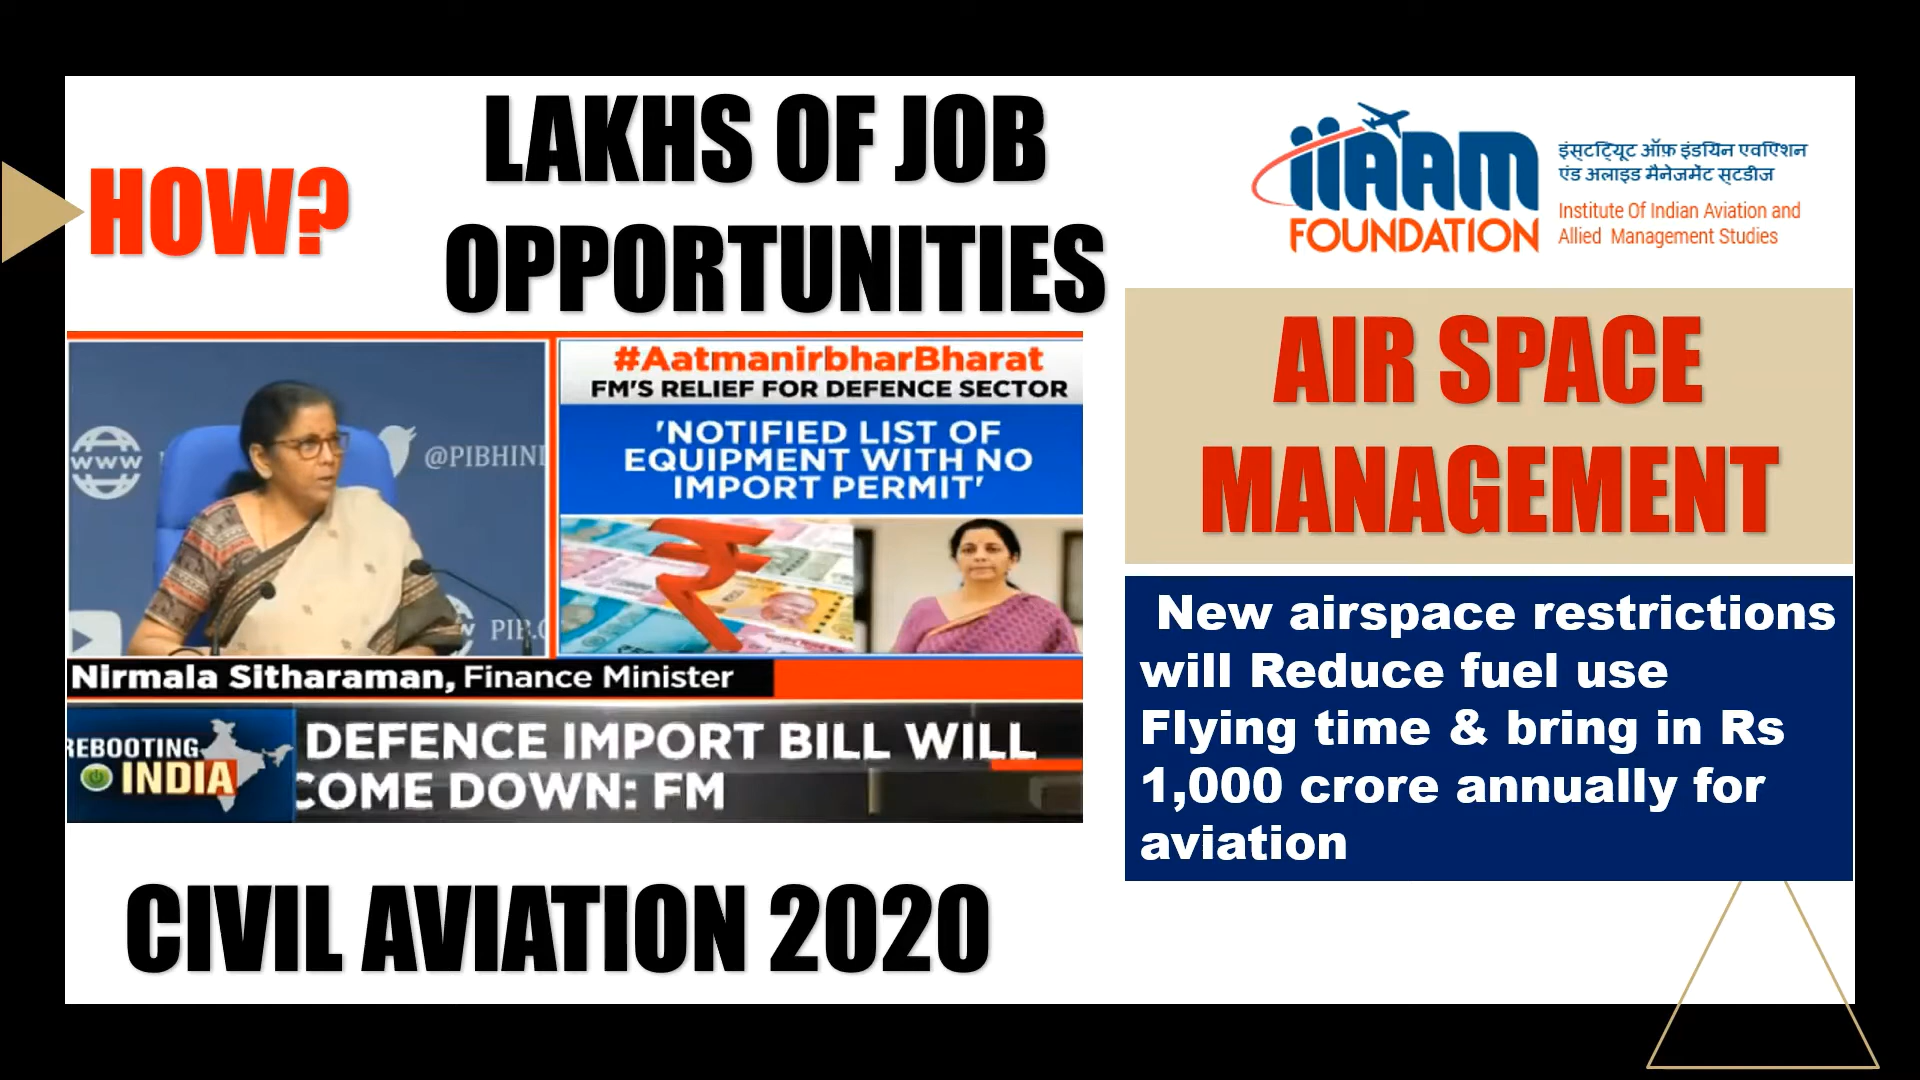 HOW?
LAKHS OF JOB
OPPORTUNITIES
iiAAM
FOUNDATION
इंस्टिट्यूट ऑफ़ इंडियन एविएशन
एंड अलाइड मैनेजमेंट स्टडीज
Institute Of Indian Aviation and
Allied Management Studies
#AatmanirbharBharat
FM'S RELIEF FOR DEFENCE SECTOR
'NOTIFIED LIST OF
EQUIPMENT WITH NO
IMPORT PERMIT'
www
@PIBHIN
PIB.
Nirmala Sitharaman, Finance Minister
REBOOTING
INDIA
DEFENCE IMPORT BILL WILL
COME DOWN: FM
AIR SPACE
MANAGEMENT
New airspace restrictions
will Reduce fuel use
Flying time & bring in Rs
1,000 crore annually for
aviation
CIVIL AVIATION 2020